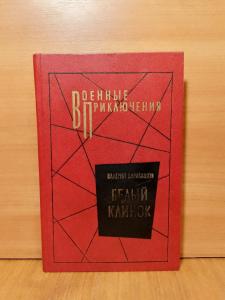 Военные
Приключения
Валерий Барабашов
Белый
клинок